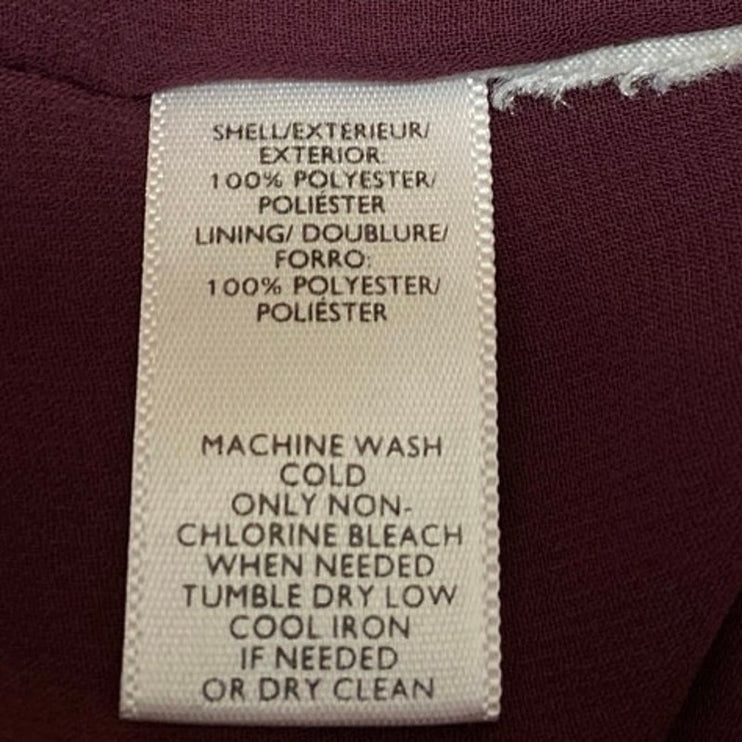 SHELL/EXTERIEUR/
EXTERIOR:
100% POLYESTER/
POLIÉSTER
LINING/ DOUBLURE/
FORRO:
100% POLYESTER/
POLIÉSTER
MACHINE WASH
COLD
ONLY NON-
CHLORINE BLEACH
WHEN NEEDED
TUMBLE DRY LOW
COOL IRON
IF NEEDED
OR DRY CLEAN